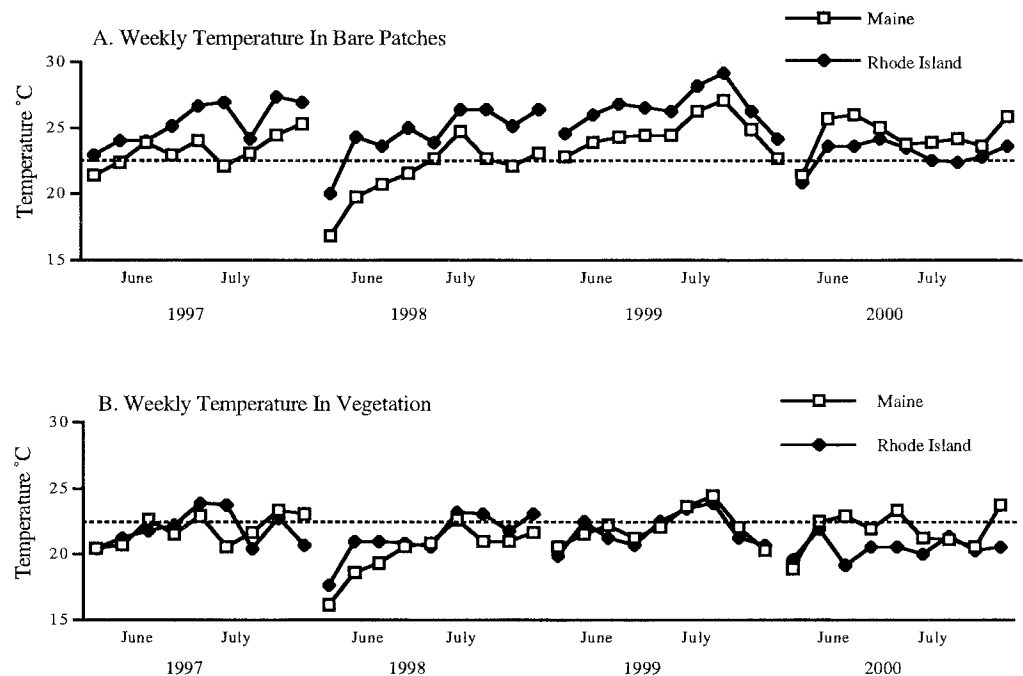 A. Weekly Temperature In Bare Patches
Maine
Rhode Island
Temperature °C
30
25
20
15
June July June July June July June July
1997 1998 1999 2000
B. Weekly Temperature In Vegetation
Maine
Rhode Island
Temperature °C
30
25
20
15
June July June July June July June July
1997 1998 1999 2000